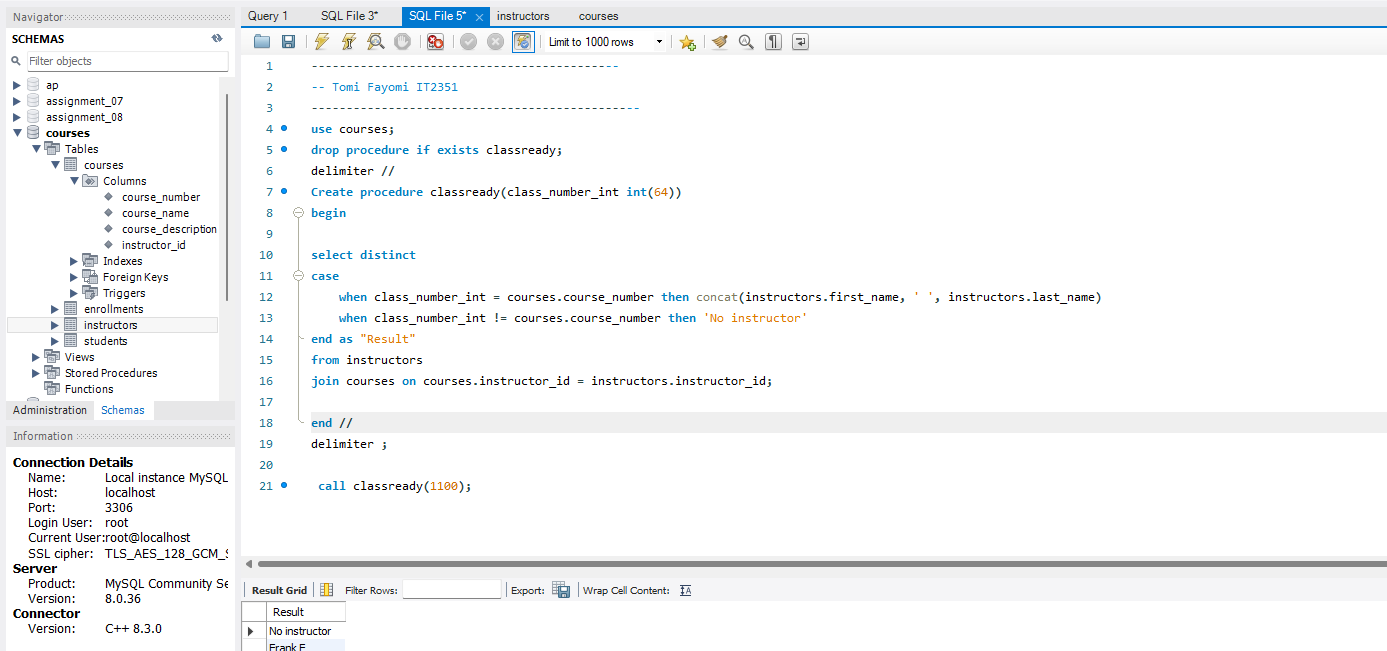 Navigator
SCHEMAS
Filter objects
ap
assignment_07
assignment_08
courses
Tables
courses
Columns
course_number
course_name
course_description
instructor_id
Indexes
Foreign Keys
Triggers
enrollments
instructors
students
Views
Stored Procedures
Functions
Administration Schemas
Information
Connection Details
Name: Local instance MySQL
Host: localhost
Port: 3306
Login User: root
Current User: root@localhost
SSL cipher: TLS_AES_128_GCM_S
Server
Product: MySQL Community Se
Version: 8.0.36
Connector
Version: C++ 8.3.0
Query 1 SQL File 3* SQL File 5* instructors courses
Limit to 1000 rows
1 --------------------------------------------
2 -- Tomi Fayomi IT2351
3 -----------------------------------------------
4 use courses;
5 drop procedure if exists classready;
6 delimiter //
7 Create procedure classready(class_number_int int(64))
8 begin
9
10 select distinct
11 case
12 when class_number_int = courses.course_number then concat(instructors.first_name, ' ', instructors.last_name)
13 when class_number_int != courses.course_number then 'No instructor'
14 end as "Result"
15 from instructors
16 join courses on courses.instructor_id = instructors.instructor_id;
17
18 end //
19 delimiter ;
20
21 call classready(1100);
Result Grid Filter Rows: Export: Wrap Cell Content:
Result
No instructor
Frank F